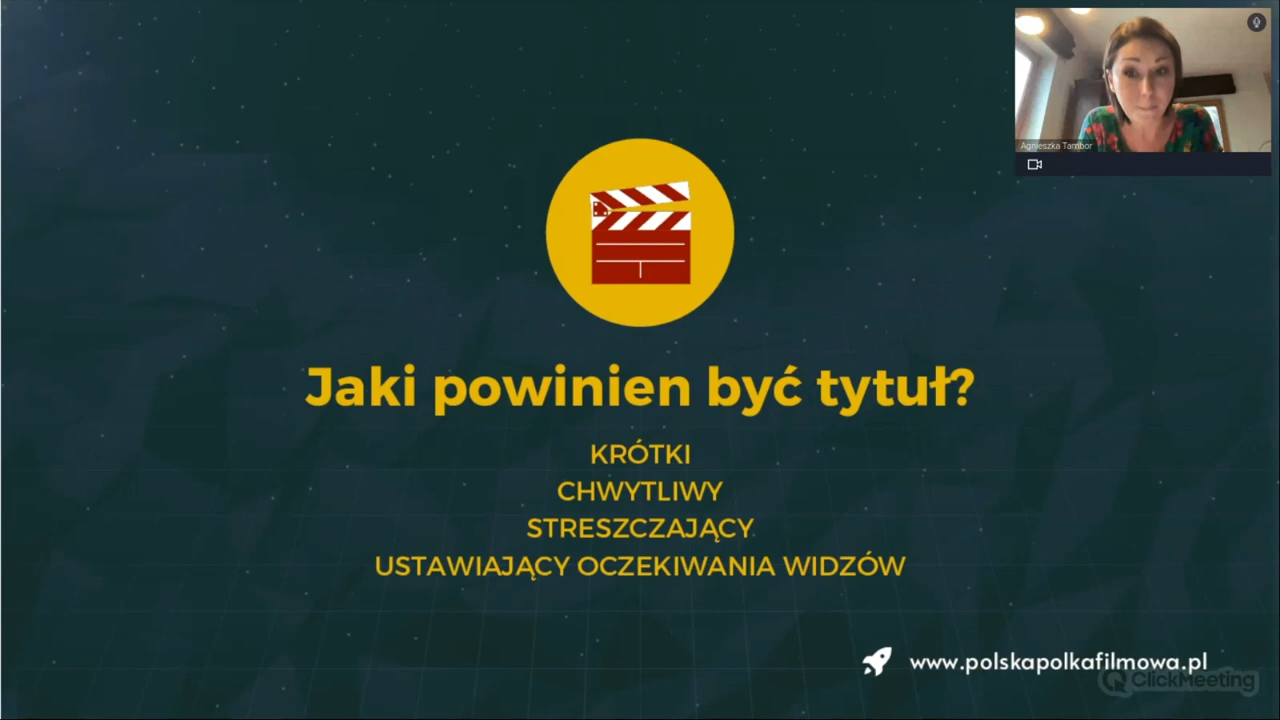 Agnieszka Tambor
Jaki powinien być tytuł?
KRÓTKI
CHWYTLIWY
STRESZCZAJĄCY
USTAWIAJĄCY OCZEKIWANIA WIDZÓW
www.polskapolkafilmowa.pl
ClickMeeting